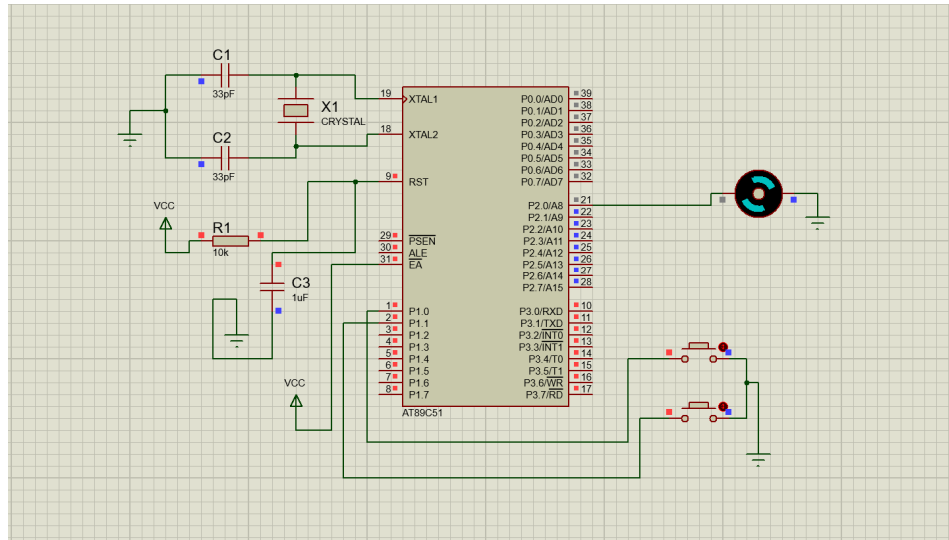 C1
33pF
X1
CRYSTAL
C2
33pF
VCC
R1
10k
C3
1uF
VCC
19
XTAL1
18
XTAL2
9
RST
29
PSEN
30
ALE
31
EA
1
P1.0
2
P1.1
3
P1.2
4
P1.3
5
P1.4
6
P1.5
7
P1.6
8
P1.7
P0.0/AD0
39
P0.1/AD1
38
P0.2/AD2
37
P0.3/AD3
36
P0.4/AD4
35
P0.5/AD5
34
P0.6/AD6
33
P0.7/AD7
32
P2.0/A8
21
P2.1/A9
22
P2.2/A10
23
P2.3/A11
24
P2.4/A12
25
P2.5/A13
26
P2.6/A14
27
P2.7/A15
28
P3.0/RXD
10
P3.1/TXD
11
P3.2/INT0
12
P3.3/INT1
13
P3.4/T0
14
P3.5/T1
15
P3.6/WR
16
P3.7/RD
17
AT89C51